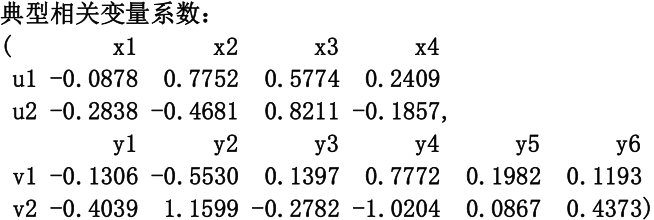 典型相关变量系数：
( x1 x2 x3 x4
u1 -0.0878 0.7752 0.5774 0.2409
u2 -0.2838 -0.4681 0.8211 -0.1857,
y1 y2 y3 y4 y5 y6
v1 -0.1306 -0.5530 0.1397 0.7772 0.1982 0.1193
v2 -0.4039 1.1599 -0.2782 -1.0204 0.0867 0.4373)